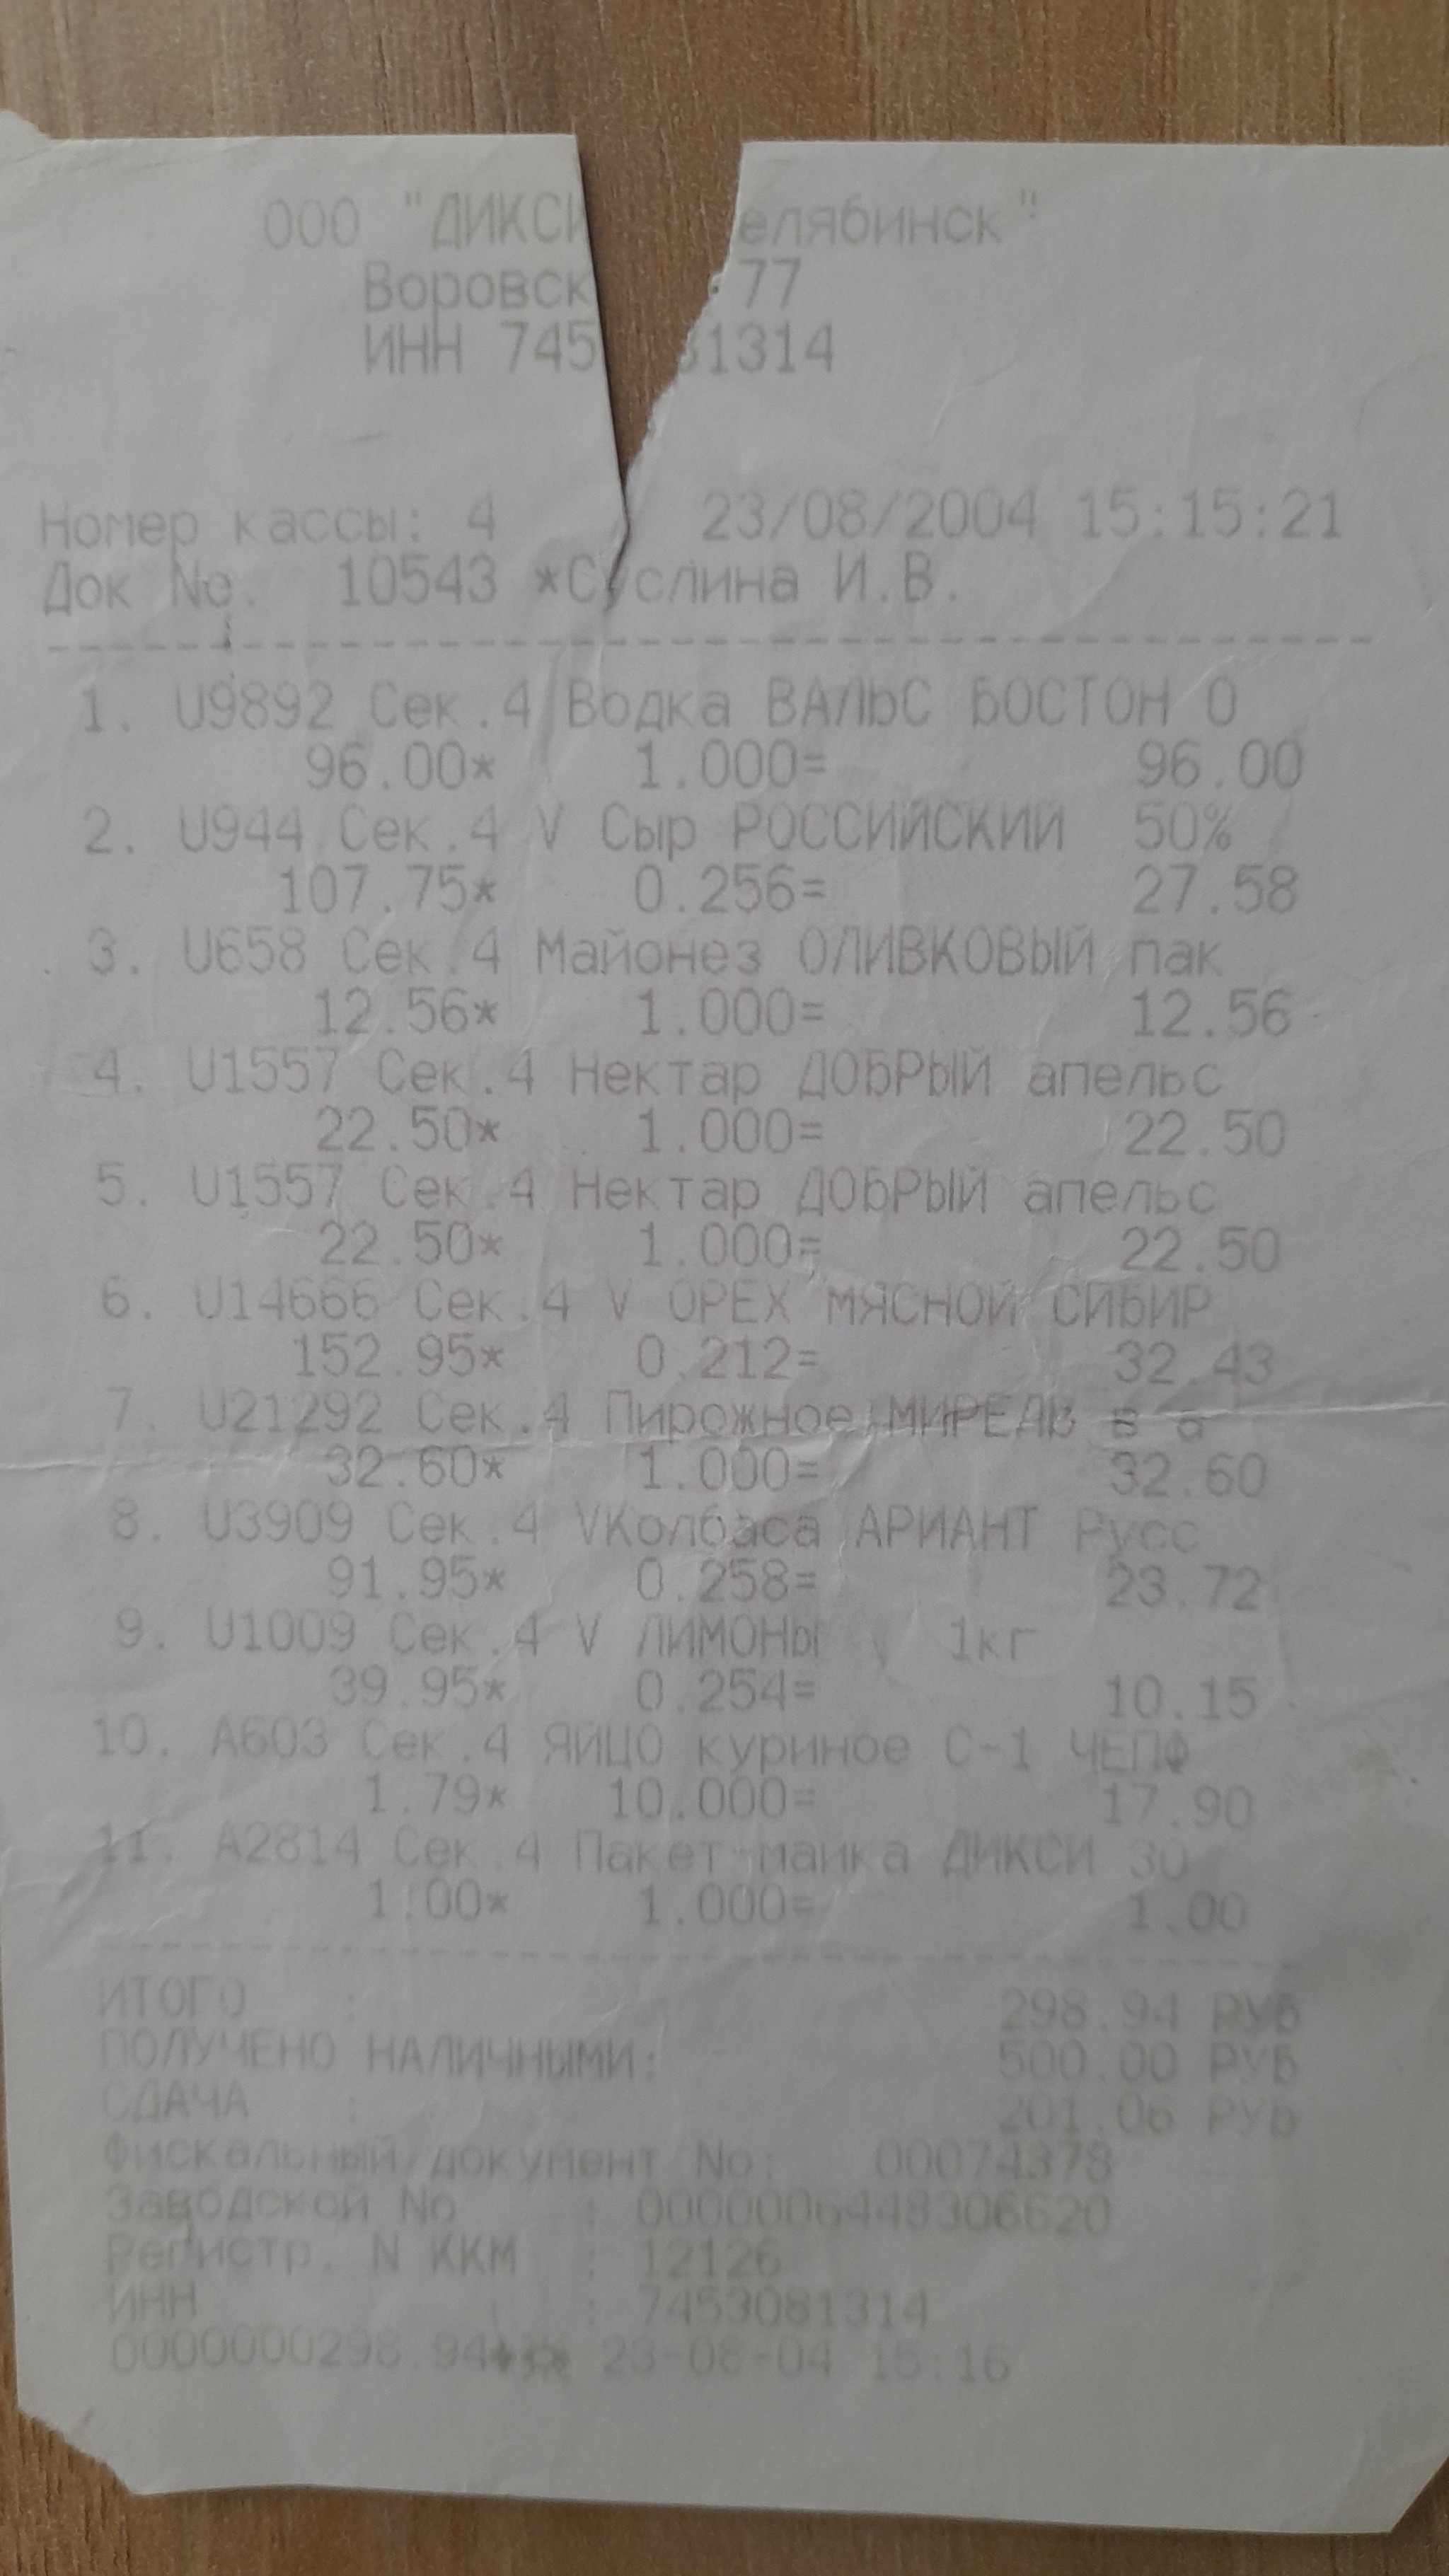 ООО "ДИКСИ елябинск"
Воровск 77
ИНН 745 81314
Номер кассы: 4 23/08/2004 15:15:21
Док No. 10543 *Суслина И.В.
1. U9892 Сек.4 Водка ВАЛЬС БОСТОН О
96.00* 1.000= 96.00
2. U944 Сек.4 V Сыр РОССИЙСКИЙ 50%
107.75* 0.256= 27.58
3. U658 Сек.4 Майонез ОЛИВКОВЫЙ пак
12.56* 1.000= 12.56
4. U1557 Сек.4 Нектар ДОБРЫЙ апельс
22.50* 1.000= 22.50
5. U1557 Сек.4 Нектар ДОБРЫЙ апельс
22.50* 1.000= 22.50
6. U14666 Сек.4 V ОРЕХ МЯСНОЙ СИБИР
152.95* 0.212= 32.43
7. U21292 Сек.4 Пирожное МИРЕЛЬ в а
32.60* 1.000= 32.60
8. U3909 Сек.4 VКолбаса АРИАНТ Русс
91.95* 0.258= 23.72
9. U1009 Сек.4 V ЛИМОНЫ 1кг
39.95* 0.254= 10.15
10. A603 Сек.4 ЯЙЦО куриное С-1 ЧЕПФ
1.79* 10.000= 17.90
11. A2814 Сек.4 Пакет-майка ДИКСИ 30
1.00* 1.000= 1.00
ИТОГО : 298.94 РУБ
ПОЛУЧЕНО НАЛИЧНЫМИ: 500.00 РУБ
СДАЧА : 201.06 РУБ
Фискальный документ No: 00074378
Заводской No : 0000006448306620
Регистр. N ККМ : 12126
ИНН : 7453081314
0000000298.94 23-08-04 15:16